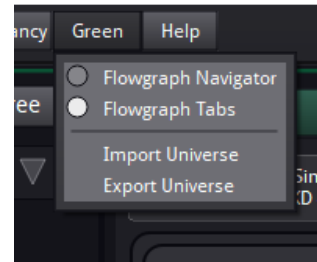 ancy Green Help
ree
Flowgraph Navigator
Flowgraph Tabs
Import Universe
Export Universe
Sin
KD